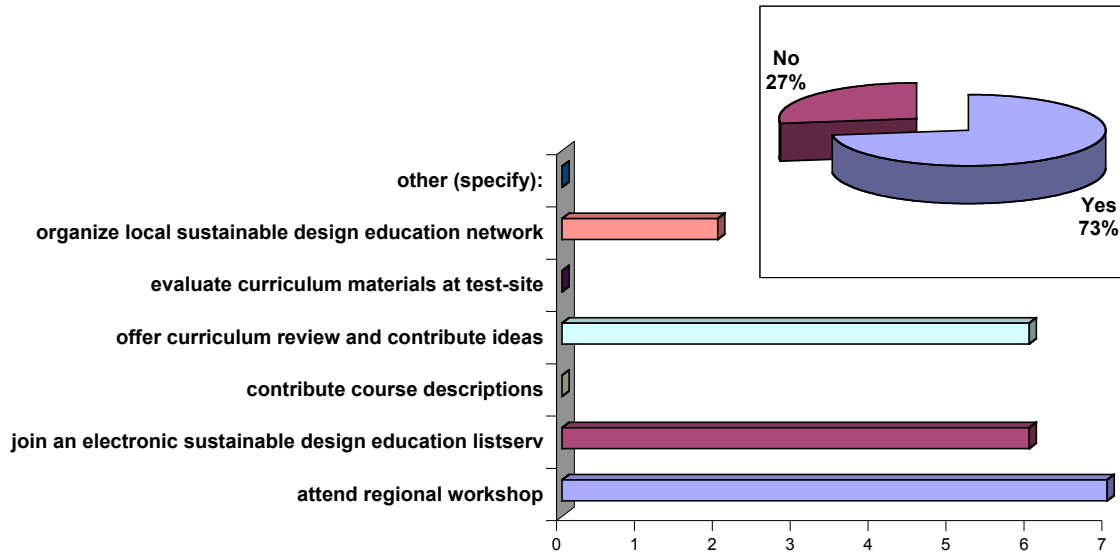 No
27%
Yes
73%
other (specify):
organize local sustainable design education network
evaluate curriculum materials at test-site
offer curriculum review and contribute ideas
contribute course descriptions
join an electronic sustainable design education listserv
attend regional workshop
0 1 2 3 4 5 6 7